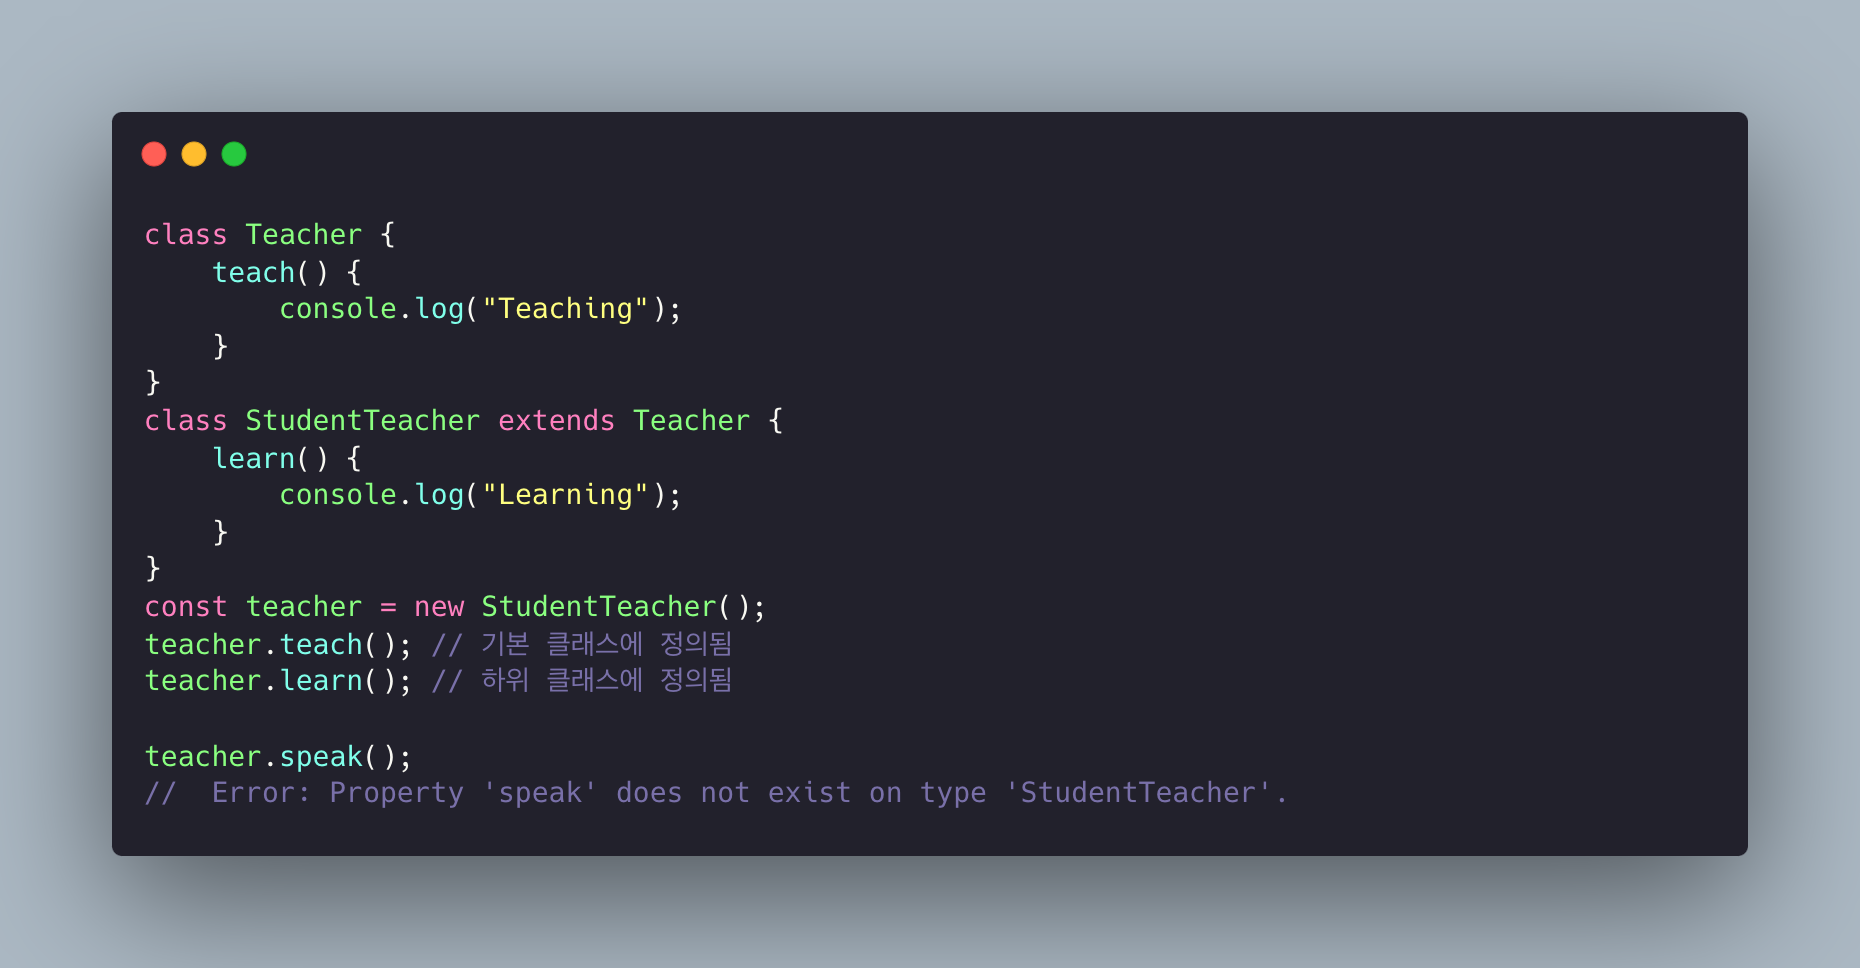 class Teacher {
    teach() {
        console.log("Teaching");
    }
}
class StudentTeacher extends Teacher {
    learn() {
        console.log("Learning");
    }
}
const teacher = new StudentTeacher();
teacher.teach(); // 기본 클래스에 정의됨
teacher.learn(); // 하위 클래스에 정의됨

teacher.speak();
//  Error: Property 'speak' does not exist on type 'StudentTeacher'.